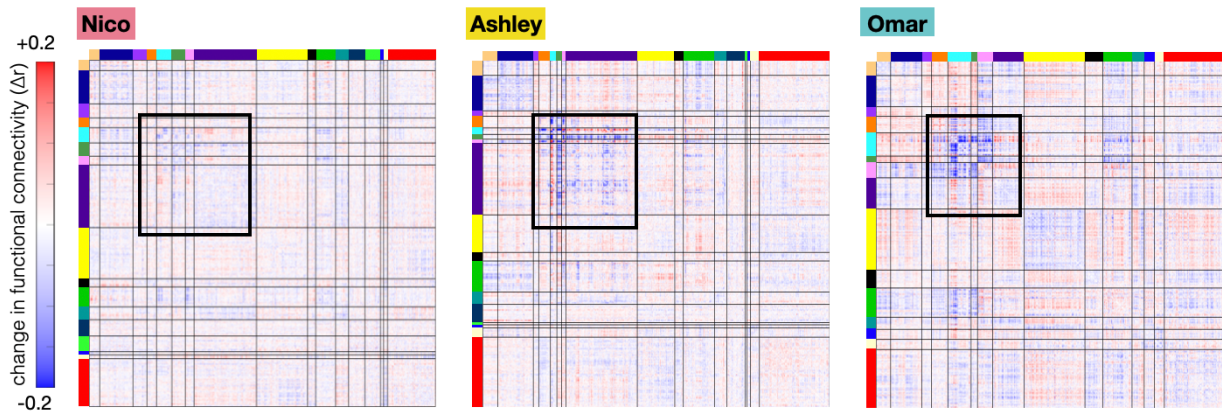 Nico
Ashley
Omar
+0.2
change in functional connectivity (Δr)
-0.2